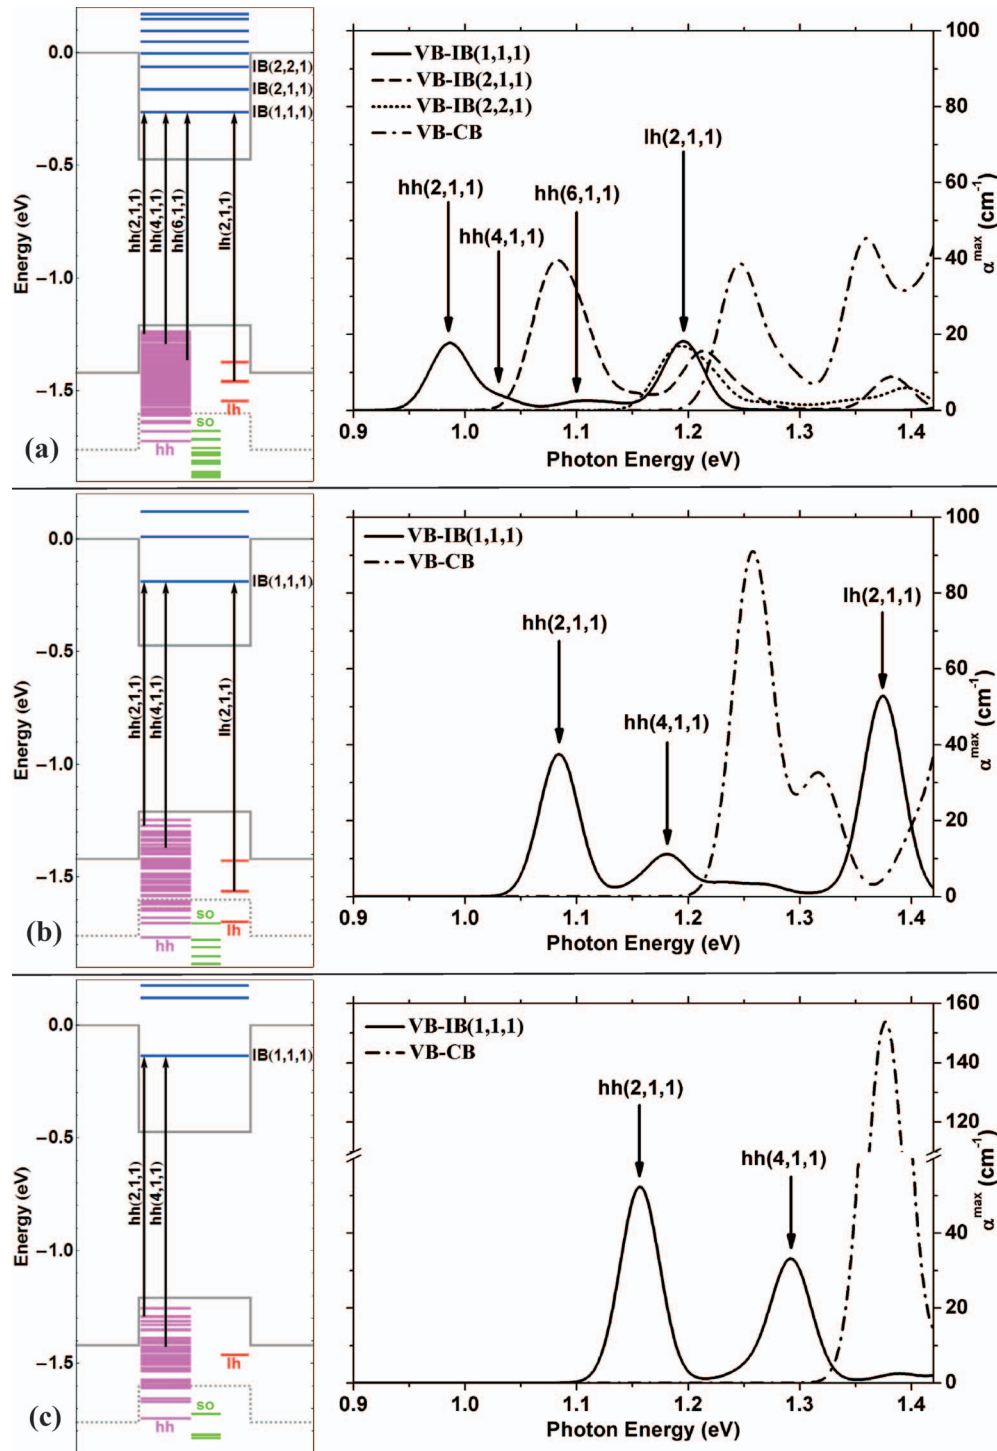 0.0
−0.5
−1.0
−1.5
Energy (eV)
IB(2,2,1)
IB(2,1,1)
IB(1,1,1)
hh(2,1,1)
hh(4,1,1)
hh(6,1,1)
lh(2,1,1)
so
lh
hh
(a)
VB-IB(1,1,1)
VB-IB(2,1,1)
VB-IB(2,2,1)
VB-CB
hh(2,1,1)
hh(4,1,1)
hh(6,1,1)
lh(2,1,1)
100
80
60
40
20
0
α^max (cm^-1)
0.9 1.0 1.1 1.2 1.3 1.4
Photon Energy (eV)
0.0
−0.5
−1.0
−1.5
Energy (eV)
IB(1,1,1)
hh(2,1,1)
hh(4,1,1)
lh(2,1,1)
so
lh
hh
(b)
VB-IB(1,1,1)
VB-CB
hh(2,1,1)
hh(4,1,1)
lh(2,1,1)
100
80
60
40
20
0
α^max (cm^-1)
0.9 1.0 1.1 1.2 1.3 1.4
Photon Energy (eV)
0.0
−0.5
−1.0
−1.5
Energy (eV)
IB(1,1,1)
hh(2,1,1)
hh(4,1,1)
lh
so
hh
(c)
VB-IB(1,1,1)
VB-CB
hh(2,1,1)
hh(4,1,1)
160
140
120
60
40
20
0
α^max (cm^-1)
0.9 1.0 1.1 1.2 1.3 1.4
Photon Energy (eV)